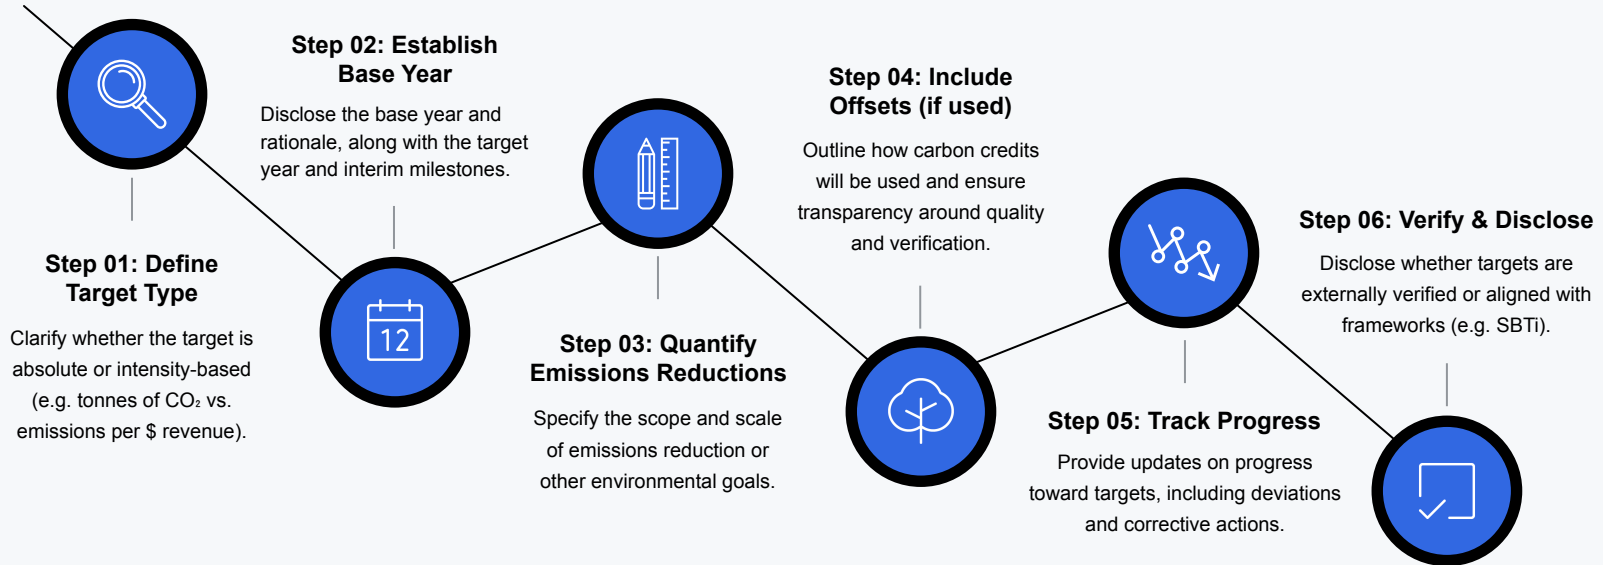 Step 01: Define
Target Type
Clarify whether the target is
absolute or intensity-based
(e.g. tonnes of CO₂ vs.
emissions per $ revenue).
Step 02: Establish
Base Year
Disclose the base year and
rationale, along with the target
year and interim milestones.
12
Step 03: Quantify
Emissions Reductions
Specify the scope and scale
of emissions reduction or
other environmental goals.
Step 04: Include
Offsets (if used)
Outline how carbon credits
will be used and ensure
transparency around quality
and verification.
Step 05: Track Progress
Provide updates on progress
toward targets, including deviations
and corrective actions.
Step 06: Verify & Disclose
Disclose whether targets are
externally verified or aligned with
frameworks (e.g. SBTi).